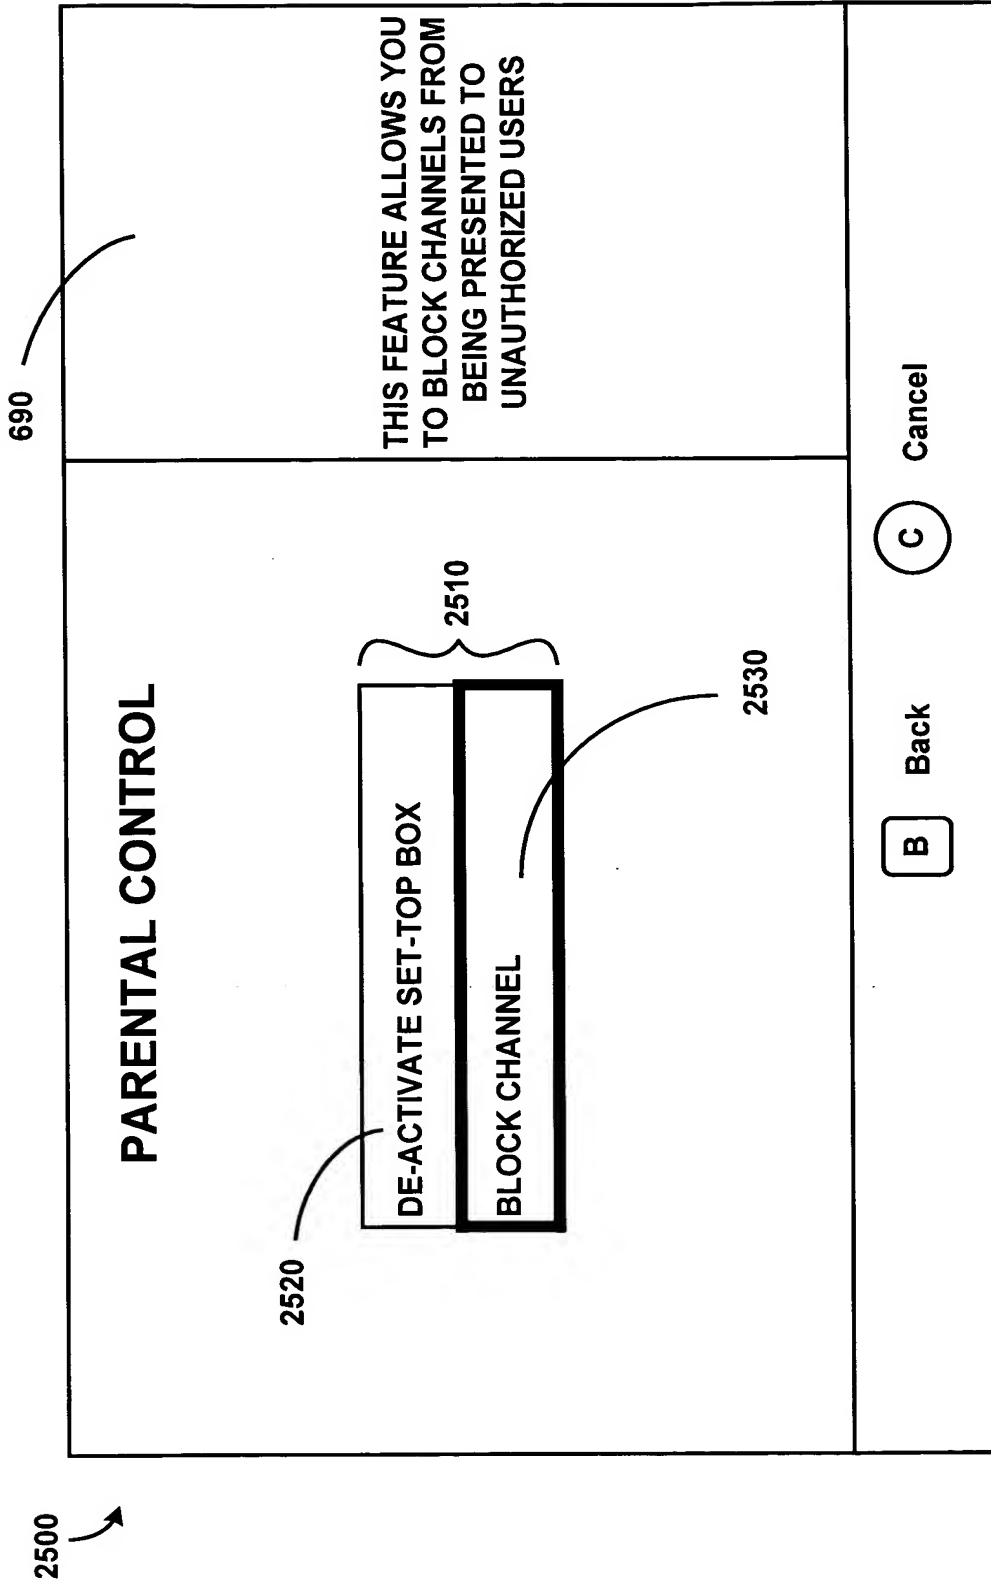 2500
690
PARENTAL CONTROL
THIS FEATURE ALLOWS YOU
TO BLOCK CHANNELS FROM
BEING PRESENTED TO
UNAUTHORIZED USERS
2520
DE-ACTIVATE SET-TOP BOX
BLOCK CHANNEL
2510
2530
B Back C Cancel